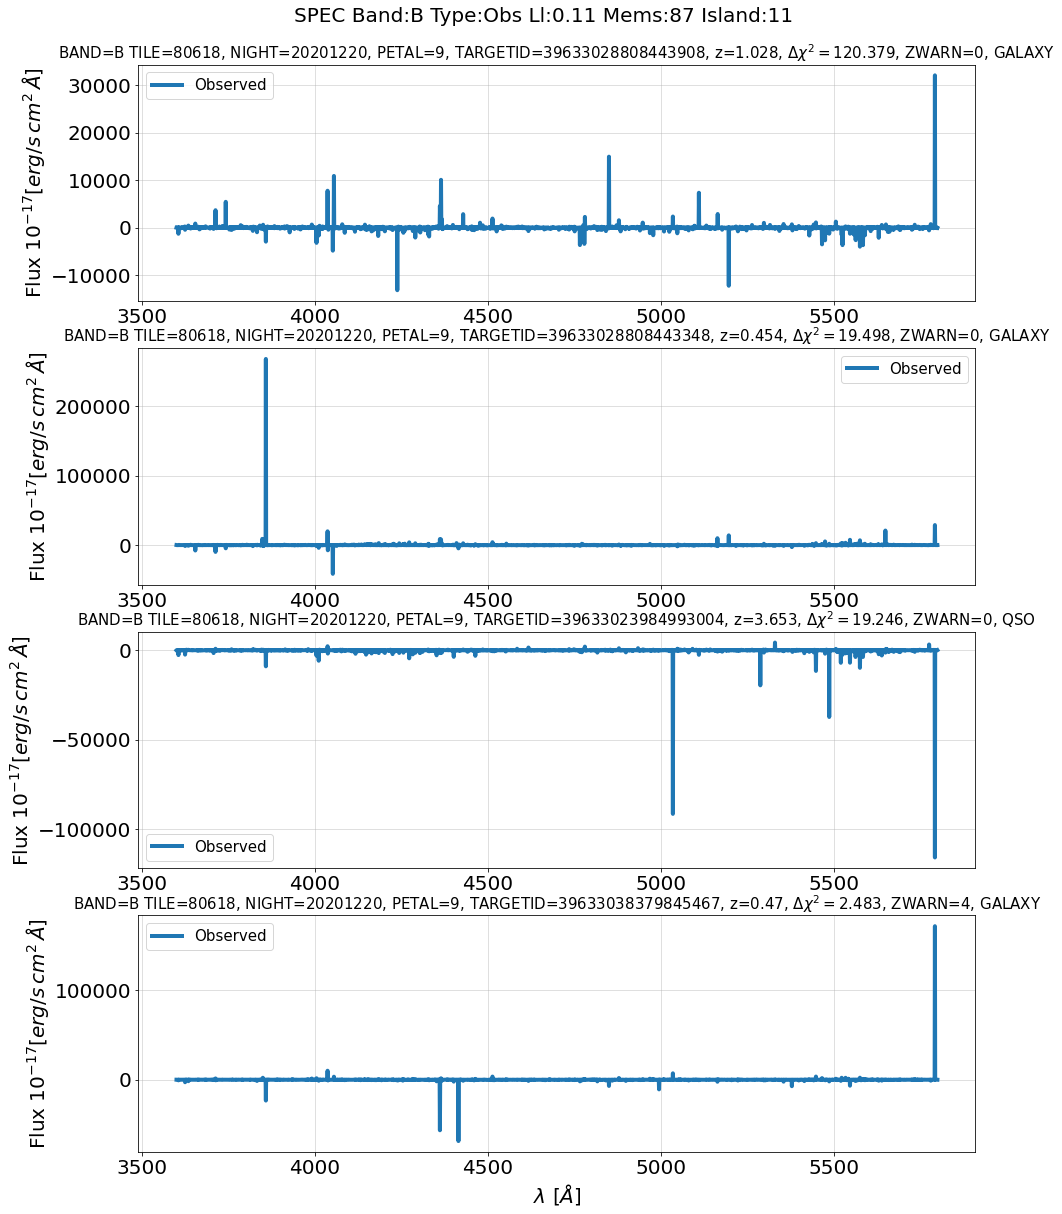 SPEC Band:B Type:Obs Ll:0.11 Mems:87 Island:11
BAND=B TILE=80618, NIGHT=20201220, PETAL=9, TARGETID=39633028808443908, z=1.028, Δχ² = 120.379, ZWARN=0, GALAXY
Flux 10⁻¹⁷[erg/s cm² Å]
30000
20000
10000
0
−10000
Observed
3500 4000 4500 5000 5500
BAND=B TILE=80618, NIGHT=20201220, PETAL=9, TARGETID=39633028808443348, z=0.454, Δχ² = 19.498, ZWARN=0, GALAXY
Flux 10⁻¹⁷[erg/s cm² Å]
200000
100000
0
Observed
3500 4000 4500 5000 5500
BAND=B TILE=80618, NIGHT=20201220, PETAL=9, TARGETID=39633023984993004, z=3.653, Δχ² = 19.246, ZWARN=0, QSO
Flux 10⁻¹⁷[erg/s cm² Å]
0
−50000
−100000
Observed
3500 4000 4500 5000 5500
BAND=B TILE=80618, NIGHT=20201220, PETAL=9, TARGETID=39633038379845467, z=0.47, Δχ² = 2.483, ZWARN=4, GALAXY
Flux 10⁻¹⁷[erg/s cm² Å]
100000
0
Observed
3500 4000 4500 5000 5500
λ [Å]